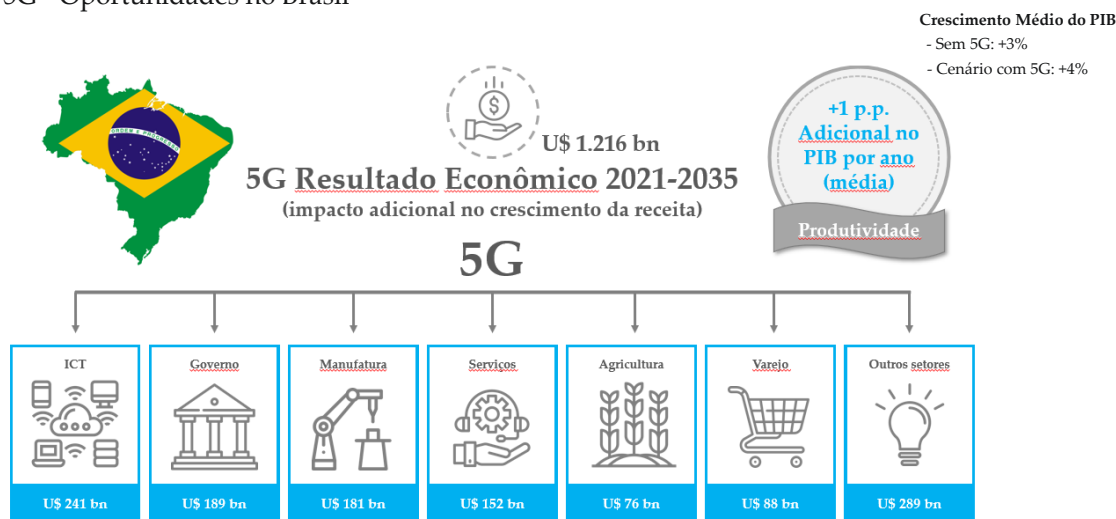 5G - Oportunidades no Brasil
Crescimento Médio do PIB
- Sem 5G: +3%
- Cenário com 5G: +4%
ORDEM E PROGRESSO
U$ 1.216 bn
5G Resultado Econômico 2021-2035
(impacto adicional no crescimento da receita)
5G
+1 p.p.
Adicional no
PIB por ano
(média)
Produtividade
ICT
Governo
Manufatura
Serviços
Agricultura
Varejo
Outros setores
U$ 241 bn
U$ 189 bn
U$ 181 bn
U$ 152 bn
U$ 76 bn
U$ 88 bn
U$ 289 bn